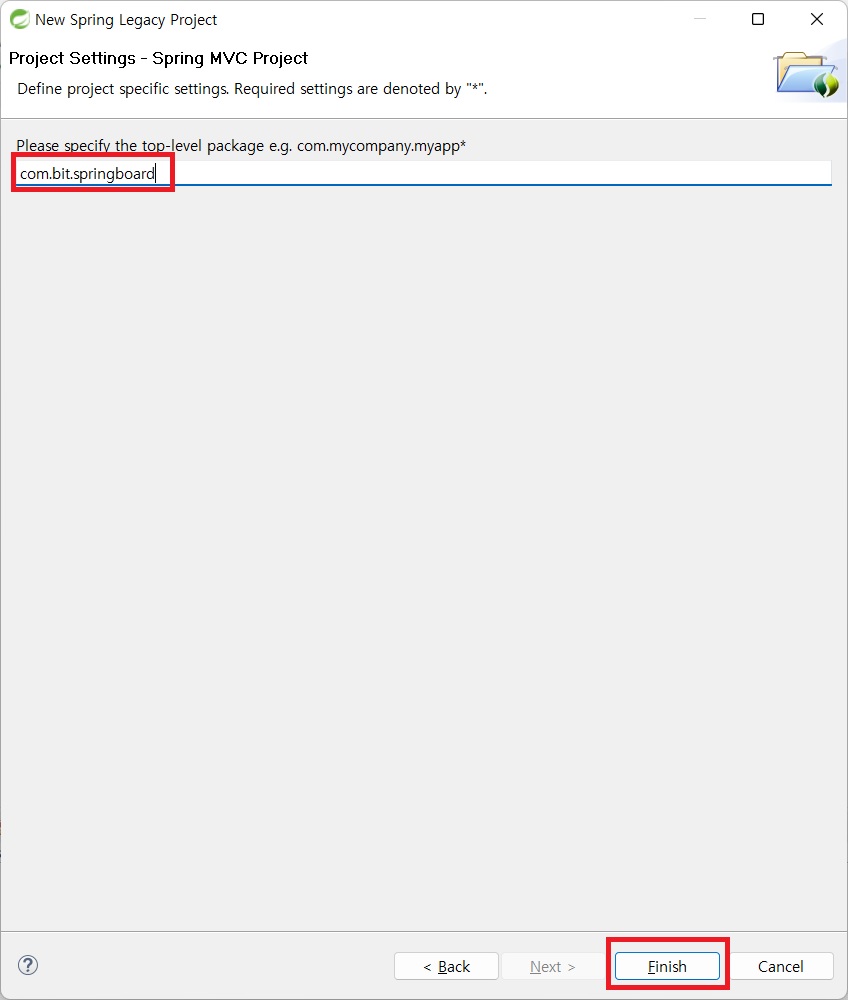 New Spring Legacy Project
Project Settings - Spring MVC Project
Define project specific settings. Required settings are denoted by "*".
Please specify the top-level package e.g. com.mycompany.myapp*
com.bit.springboard
?
< Back
Next >
Finish
Cancel